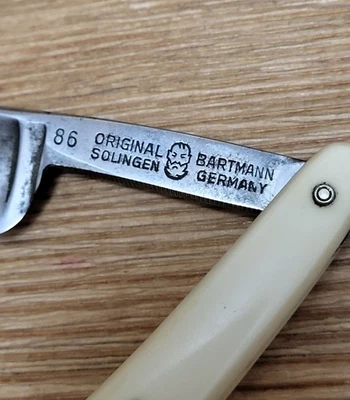 86
ORIGINAL BARTMANN
SOLINGEN GERMANY